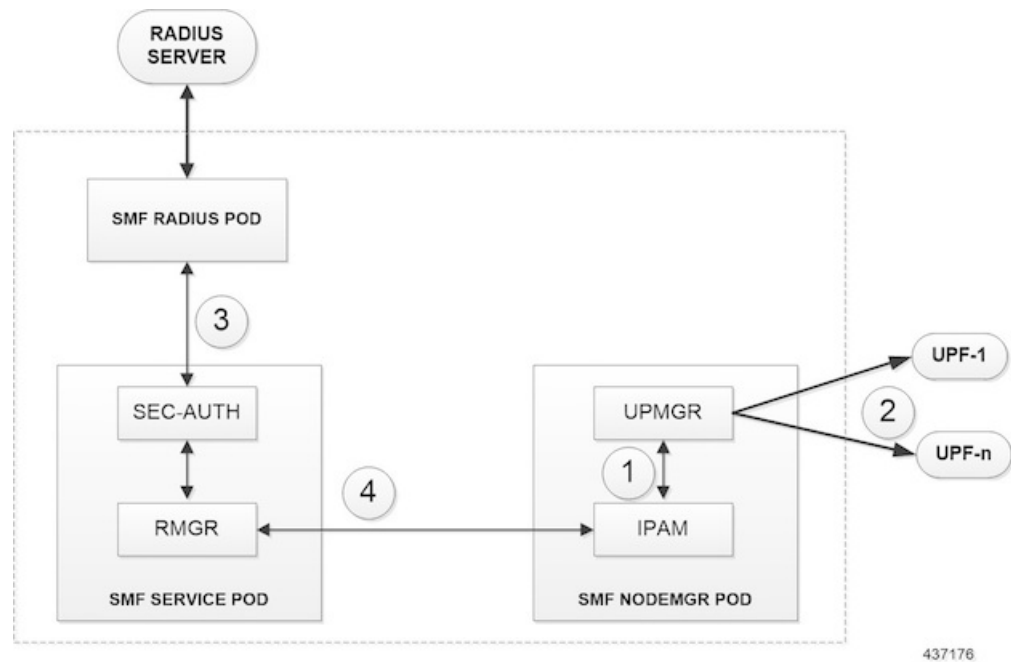 RADIUS
SERVER
SMF RADIUS POD
3
SEC-AUTH
UPMGR
UPF-1
2
UPF-n
1
4
RMGR
IPAM
SMF SERVICE POD
SMF NODEMGR POD
437176